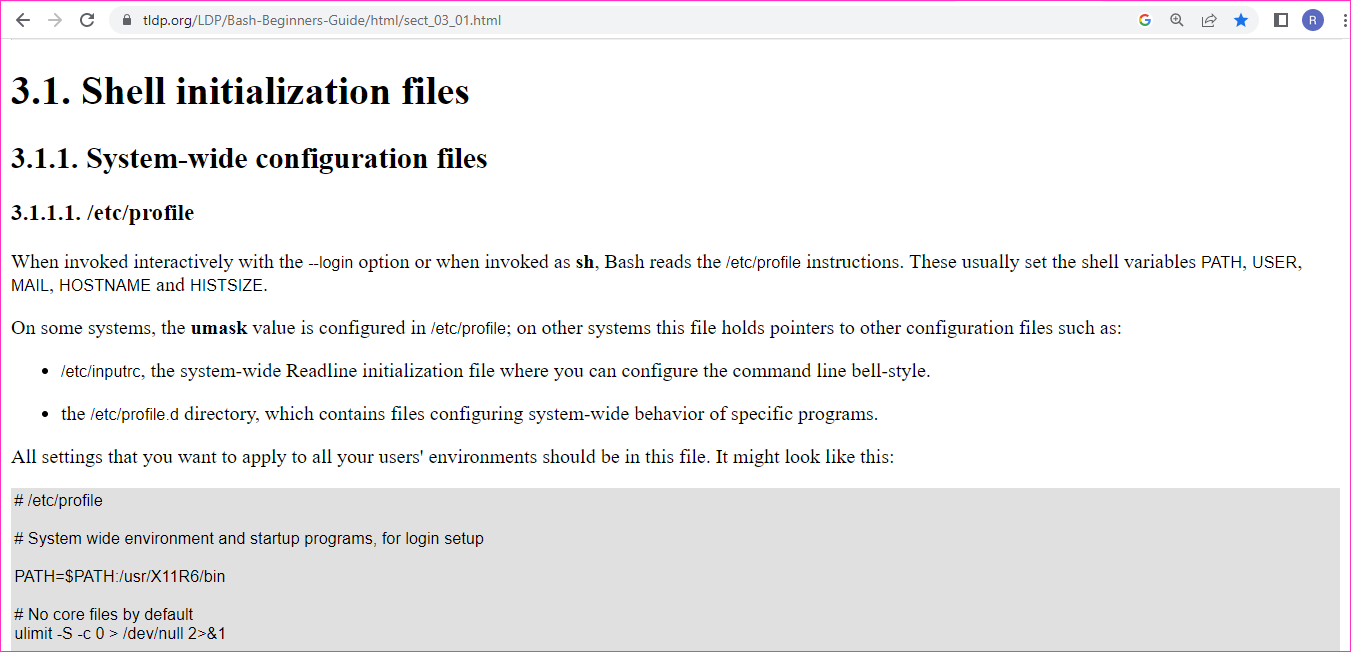 tldp.org/LDP/Bash-Beginners-Guide/html/sect_03_01.html
G
R
3.1. Shell initialization files
3.1.1. System-wide configuration files
3.1.1.1. /etc/profile
When invoked interactively with the --login option or when invoked as sh, Bash reads the /etc/profile instructions. These usually set the shell variables PATH, USER,
MAIL, HOSTNAME and HISTSIZE.
On some systems, the umask value is configured in /etc/profile; on other systems this file holds pointers to other configuration files such as:
• /etc/inputrc, the system-wide Readline initialization file where you can configure the command line bell-style.
• the /etc/profile.d directory, which contains files configuring system-wide behavior of specific programs.
All settings that you want to apply to all your users' environments should be in this file. It might look like this:
# /etc/profile
# System wide environment and startup programs, for login setup
PATH=$PATH:/usr/X11R6/bin
# No core files by default
ulimit -S -c 0 > /dev/null 2>&1